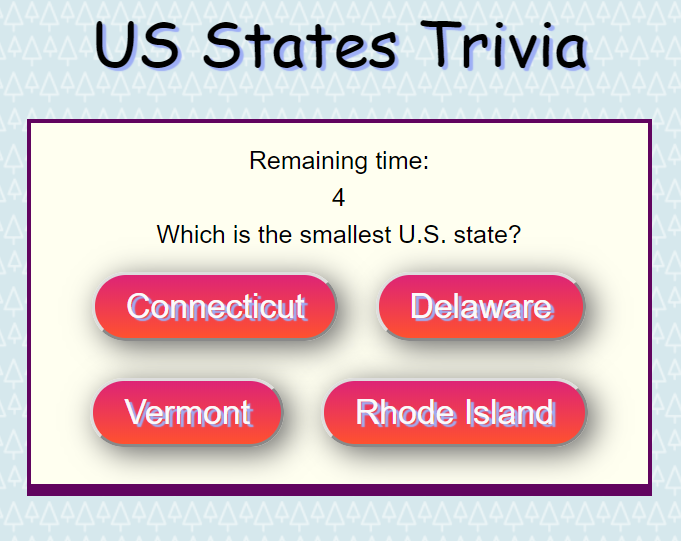 US States Trivia
Remaining time:
4
Which is the smallest U.S. state?
Connecticut Delaware
Vermont Rhode Island